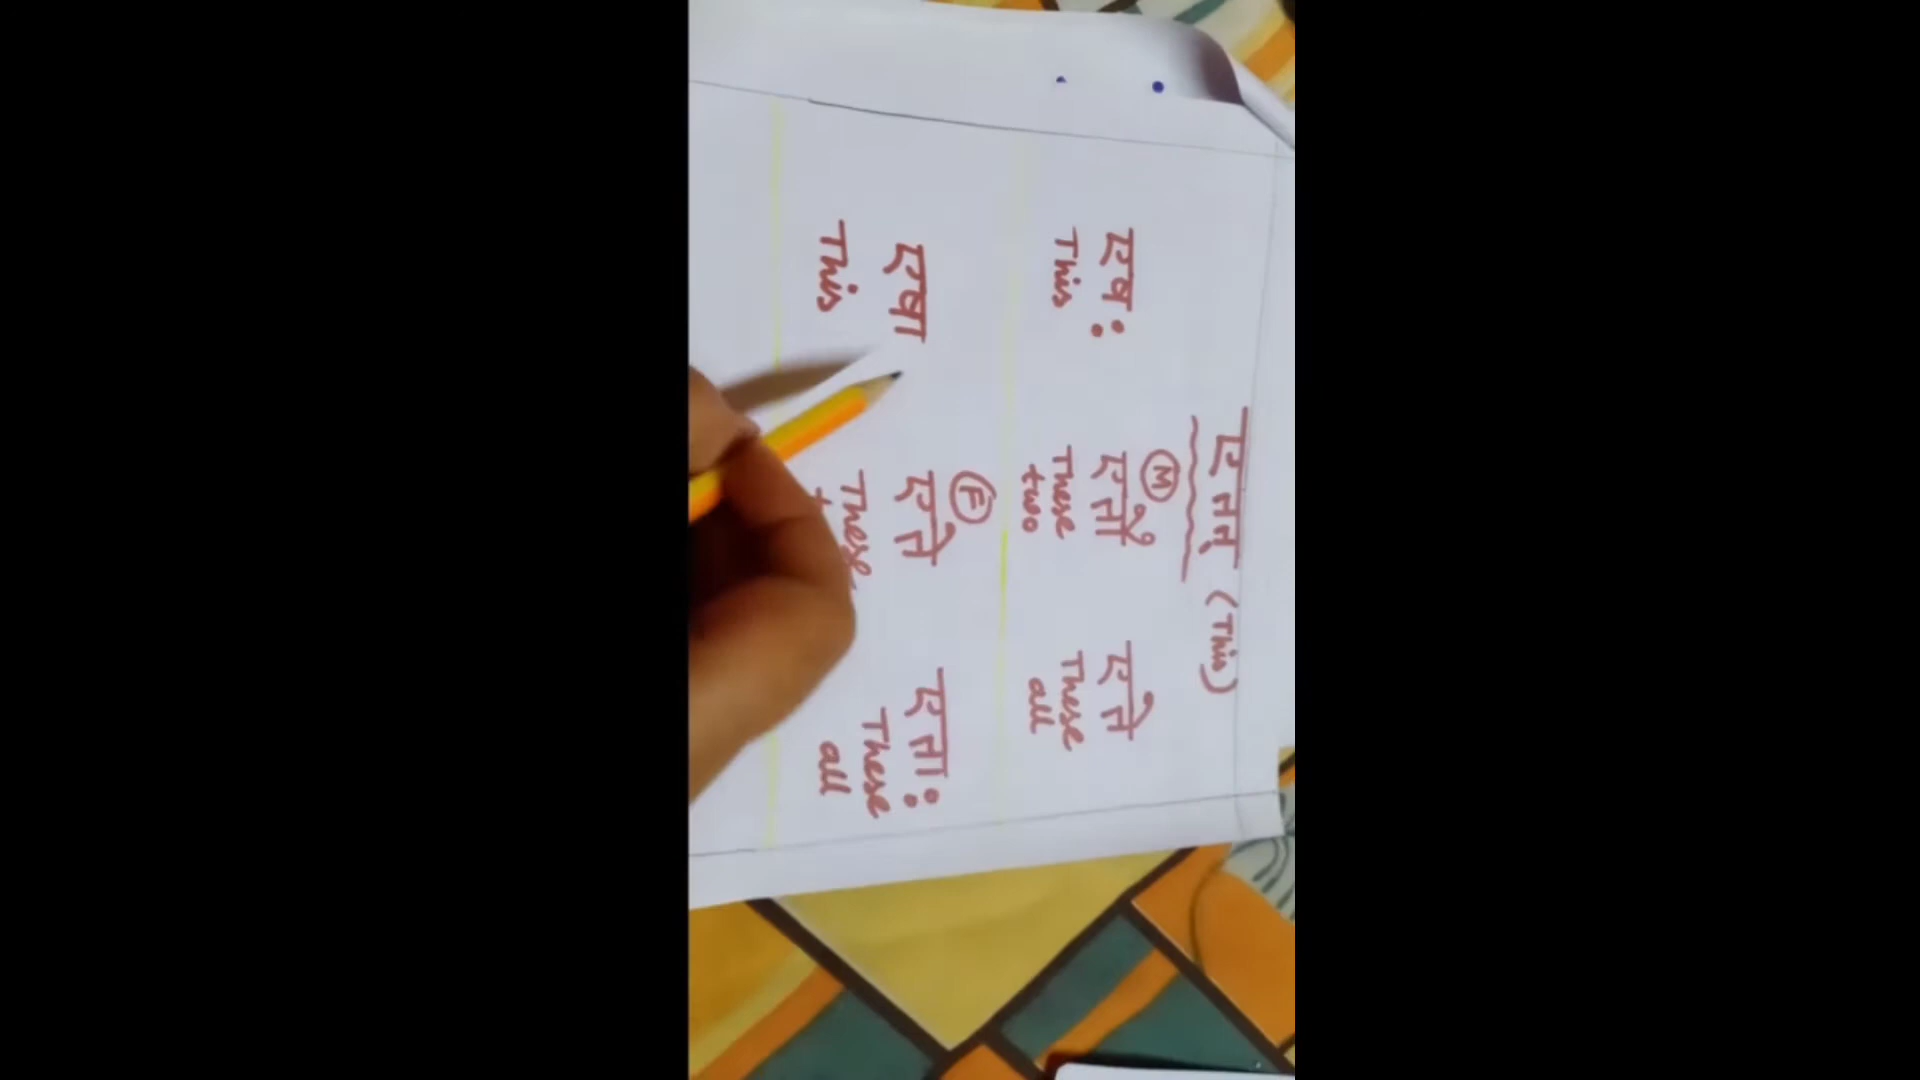 एतत् (This)
M
एषः एतौ एते
This These These
two all
F
एषा एते एताः
This These These
all